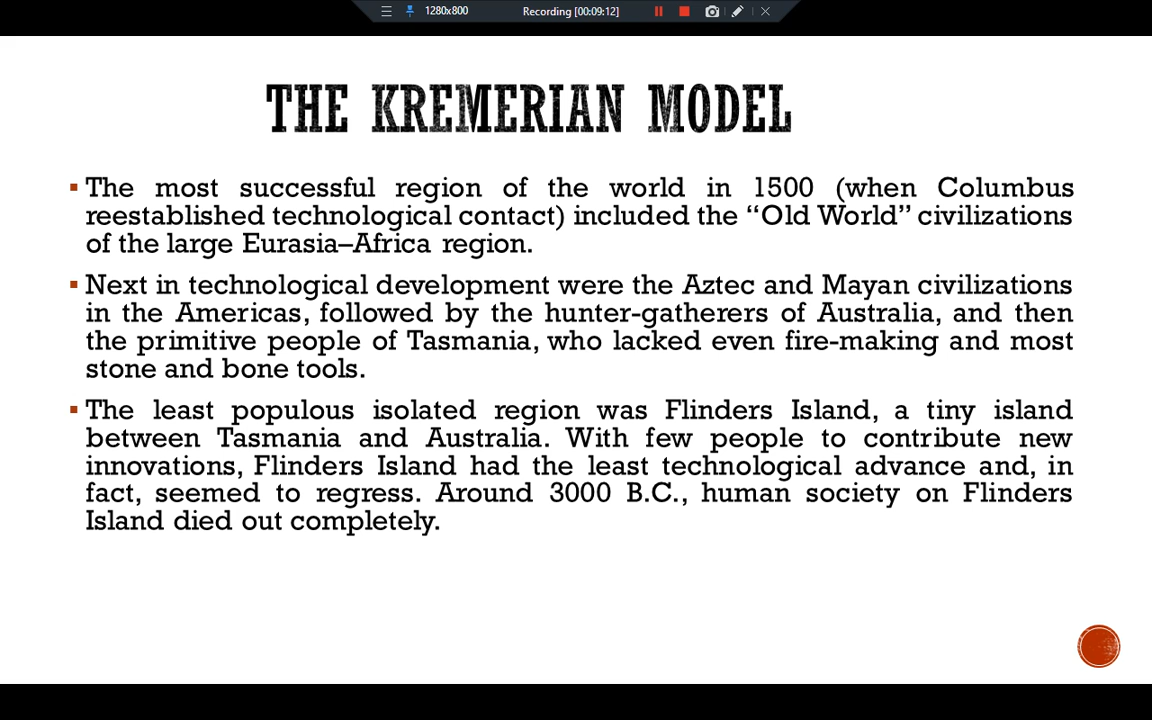 1280x800
Recording [00:09:12]
THE KREMERIAN MODEL
▪ The most successful region of the world in 1500 (when Columbus
reestablished technological contact) included the “Old World” civilizations
of the large Eurasia–Africa region.
▪ Next in technological development were the Aztec and Mayan civilizations
in the Americas, followed by the hunter-gatherers of Australia, and then
the primitive people of Tasmania, who lacked even fire-making and most
stone and bone tools.
▪ The least populous isolated region was Flinders Island, a tiny island
between Tasmania and Australia. With few people to contribute new
innovations, Flinders Island had the least technological advance and, in
fact, seemed to regress. Around 3000 B.C., human society on Flinders
Island died out completely.